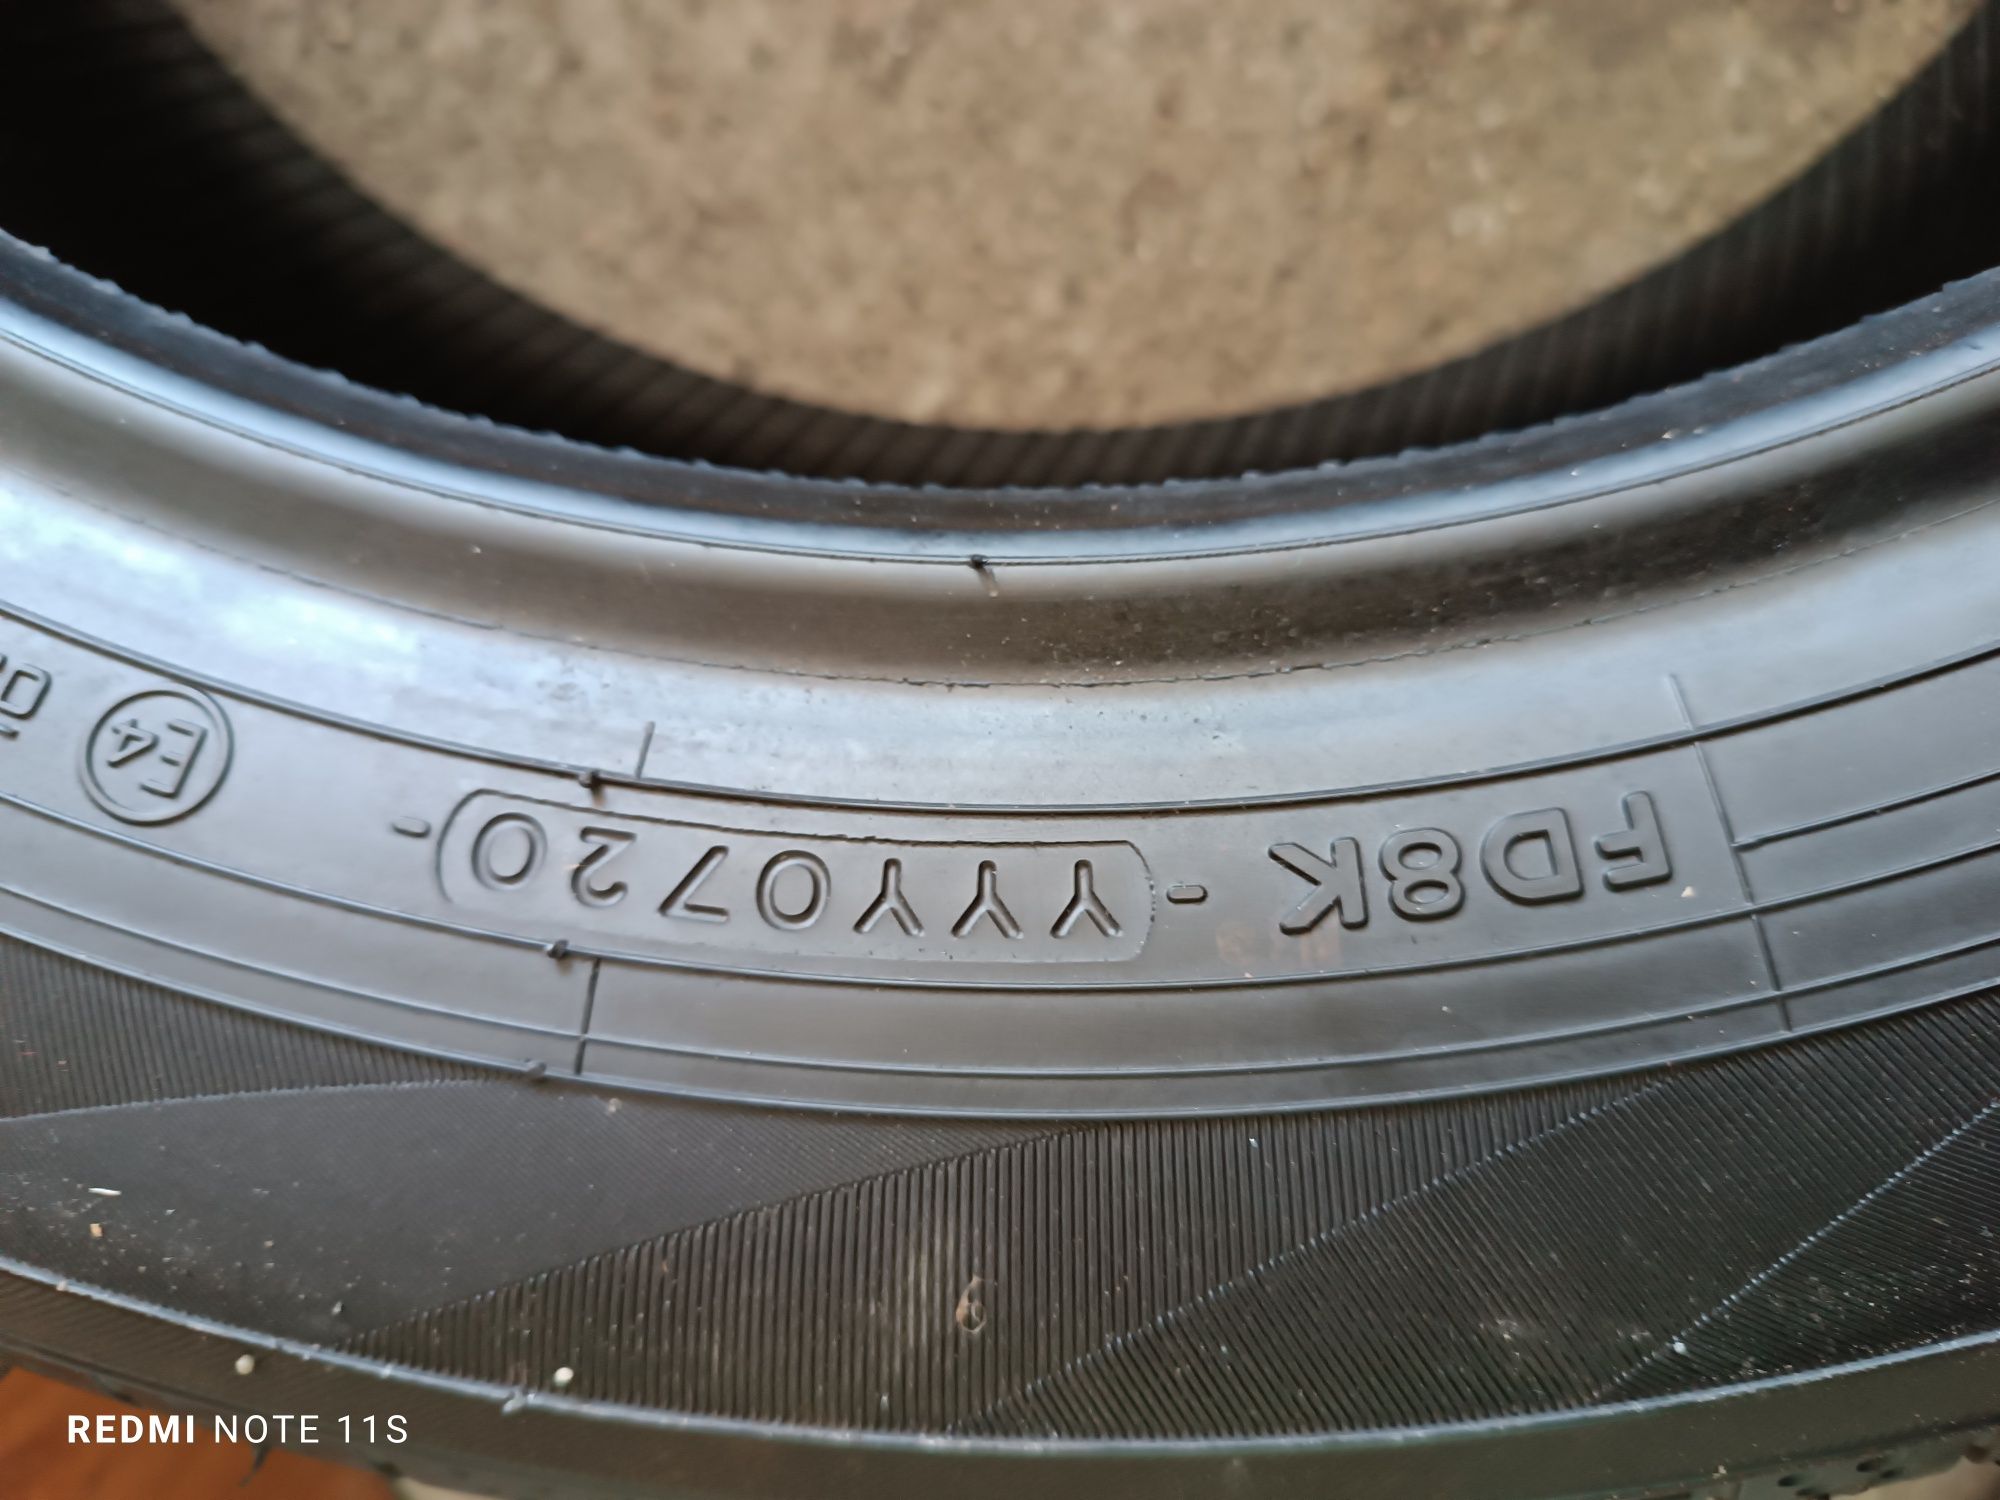 FD8K - YYY0720 - E4
REDMI NOTE 11S